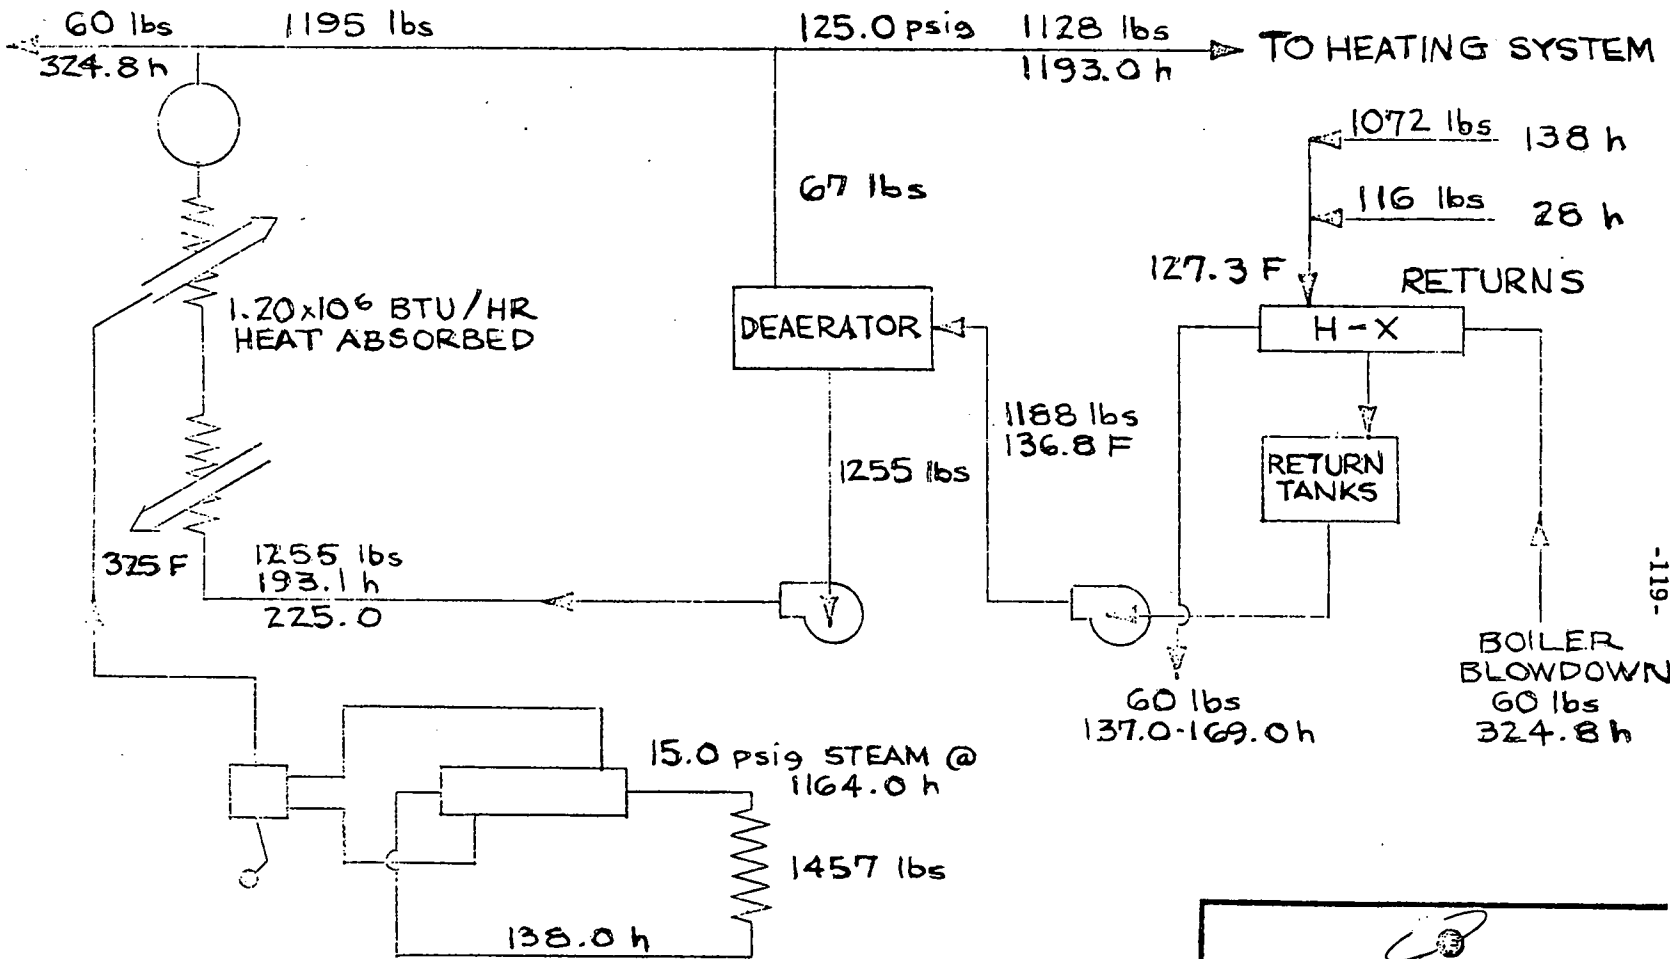 60 lbs
324.8 h
1195 lbs
125.0 psig
1128 lbs
1193.0 h
TO HEATING SYSTEM
1072 lbs
138 h
116 lbs
28 h
67 lbs
127.3 F
RETURNS
1.20x10⁶ BTU/HR
HEAT ABSORBED
DEAERATOR
H-X
1188 lbs
136.8 F
RETURN
TANKS
1255 lbs
325 F
1255 lbs
193.1 h
225.0
-119-
BOILER
BLOWDOWN
60 lbs
324.8 h
60 lbs
137.0-169.0 h
15.0 psig STEAM @
1164.0 h
1457 lbs
138.0 h